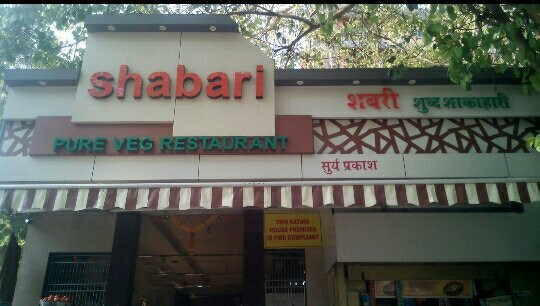 shabari
शबरी शुध्द शाकाहारी
PURE VEG RESTAURANT
सुर्य प्रकाश
THIS EATING
HOUSE PREMISES
IS FIRE COMPLIANT